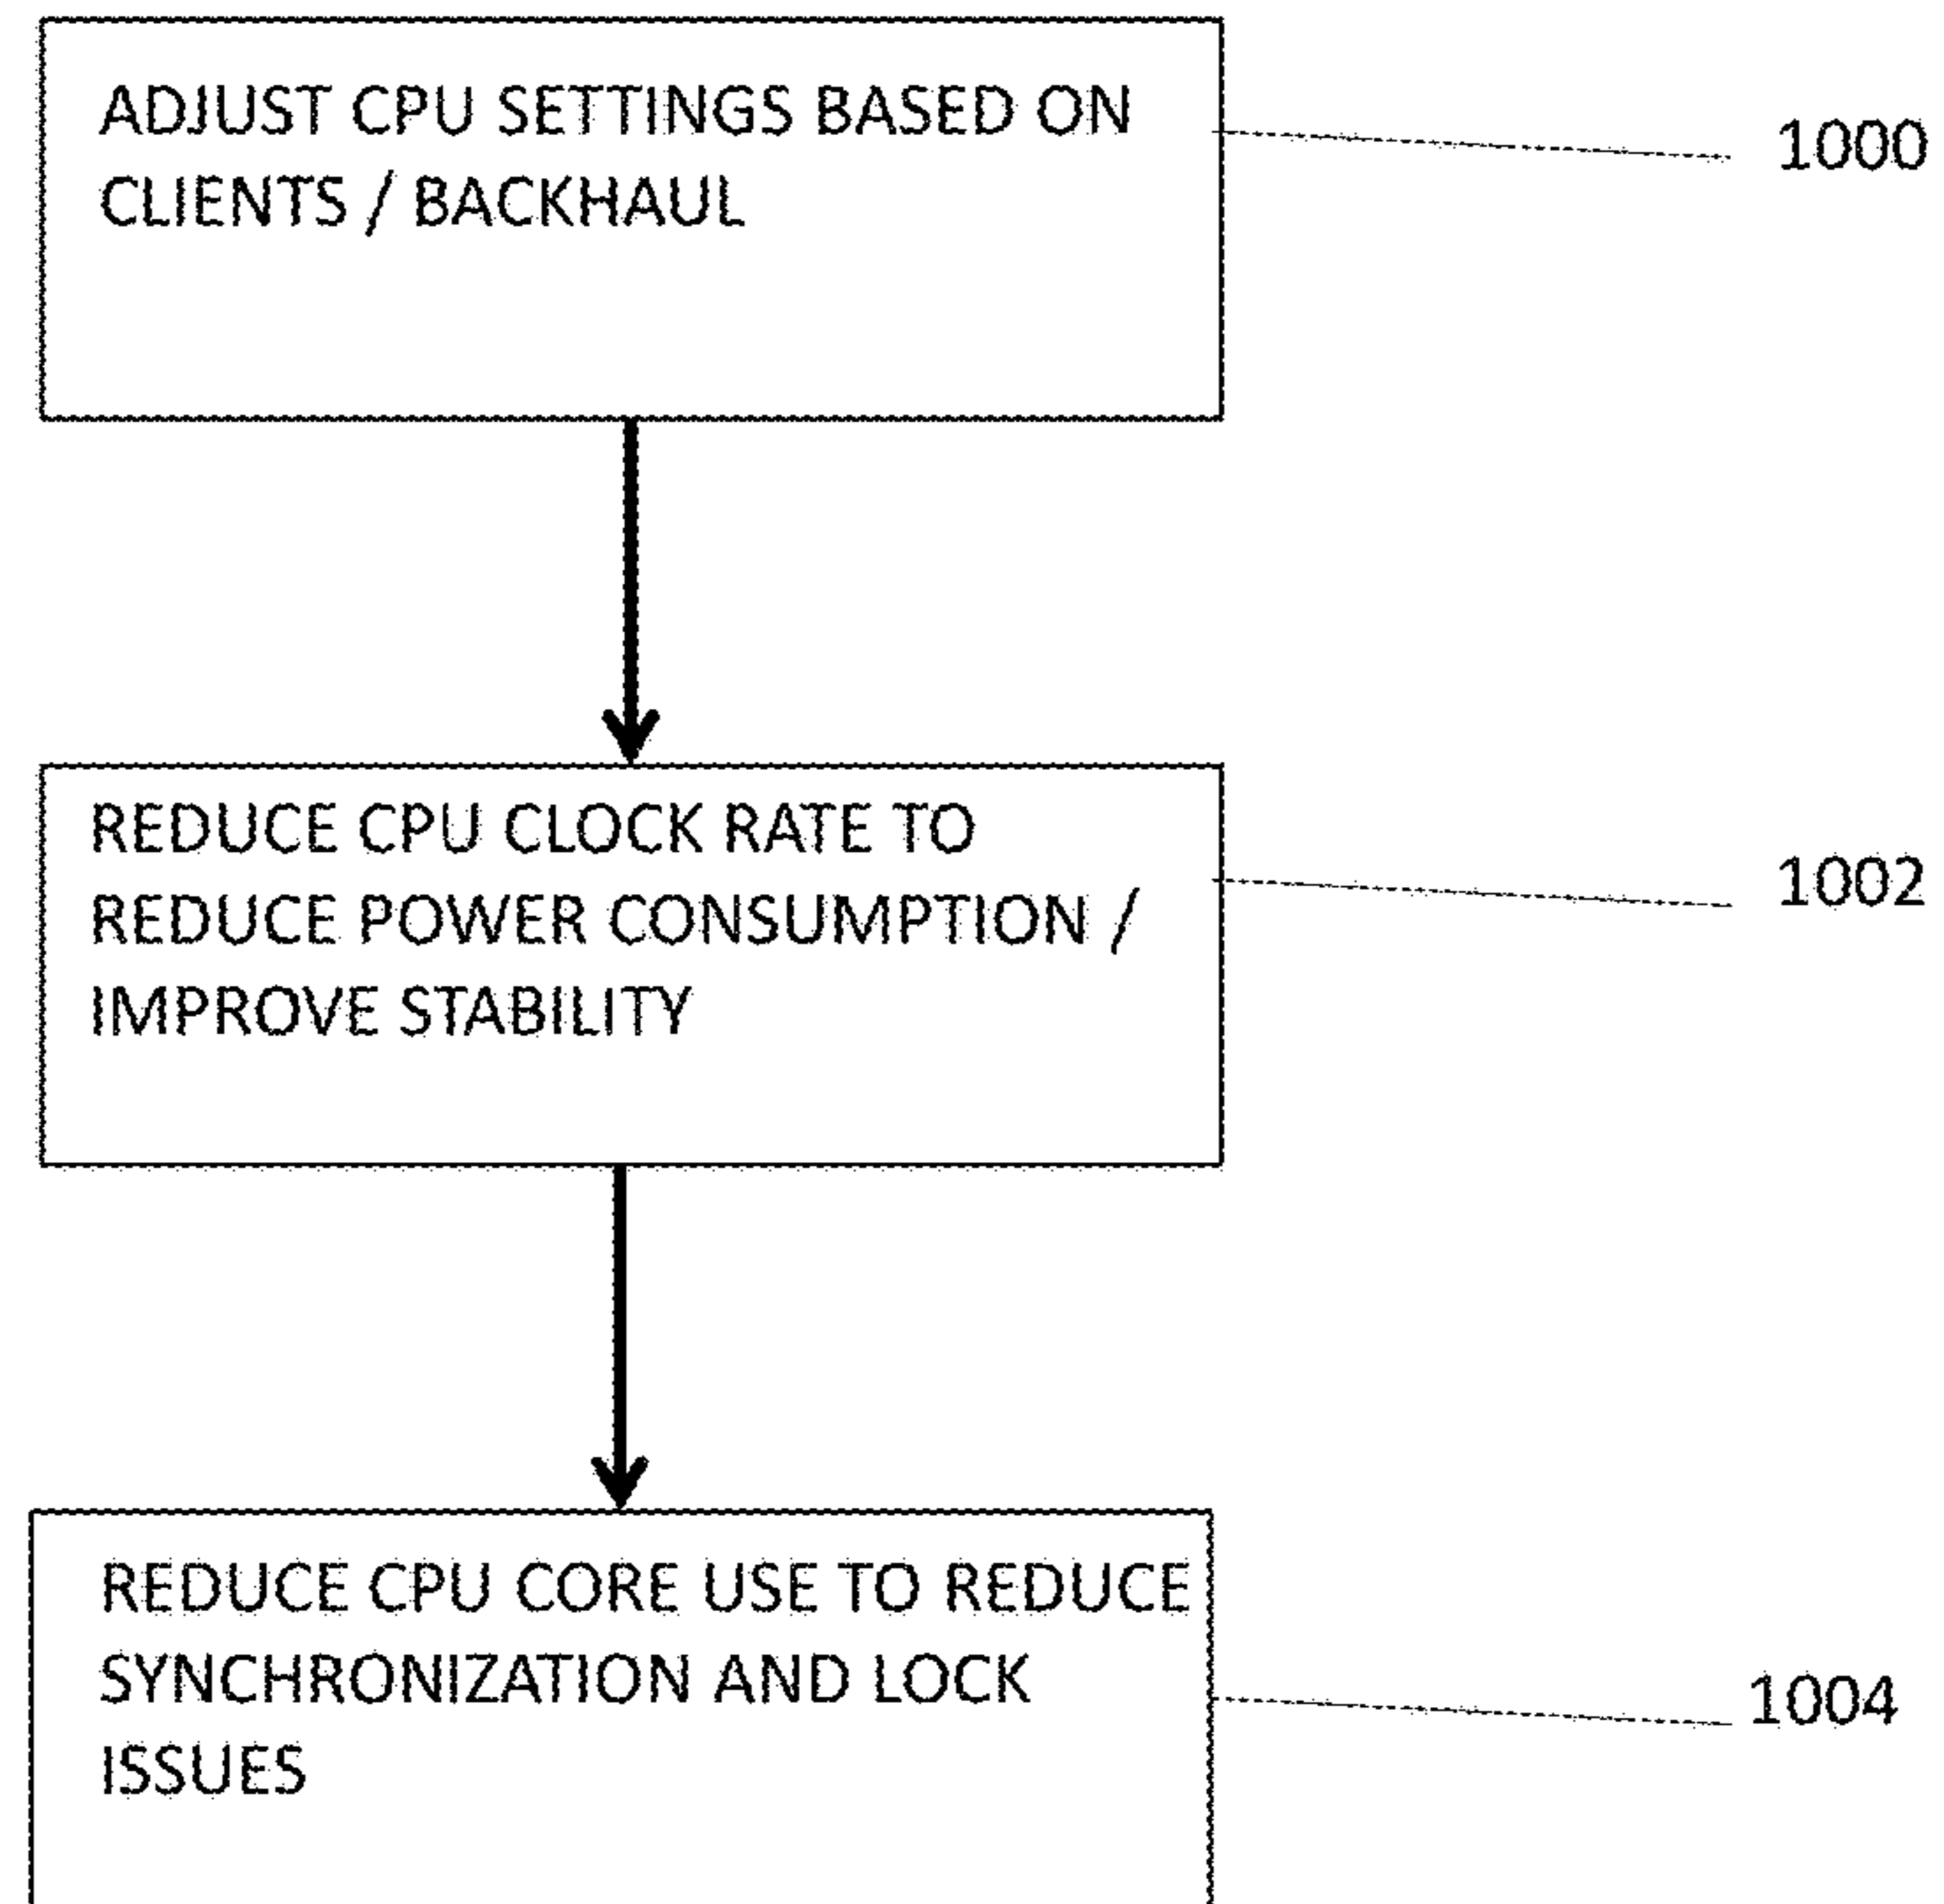 ADJUST CPU SETTINGS BASED ON
CLIENTS / BACKHAUL
1000
REDUCE CPU CLOCK RATE TO
REDUCE POWER CONSUMPTION /
IMPROVE STABILITY
1002
REDUCE CPU CORE USE TO REDUCE
SYNCHRONIZATION AND LOCK
ISSUES
1004